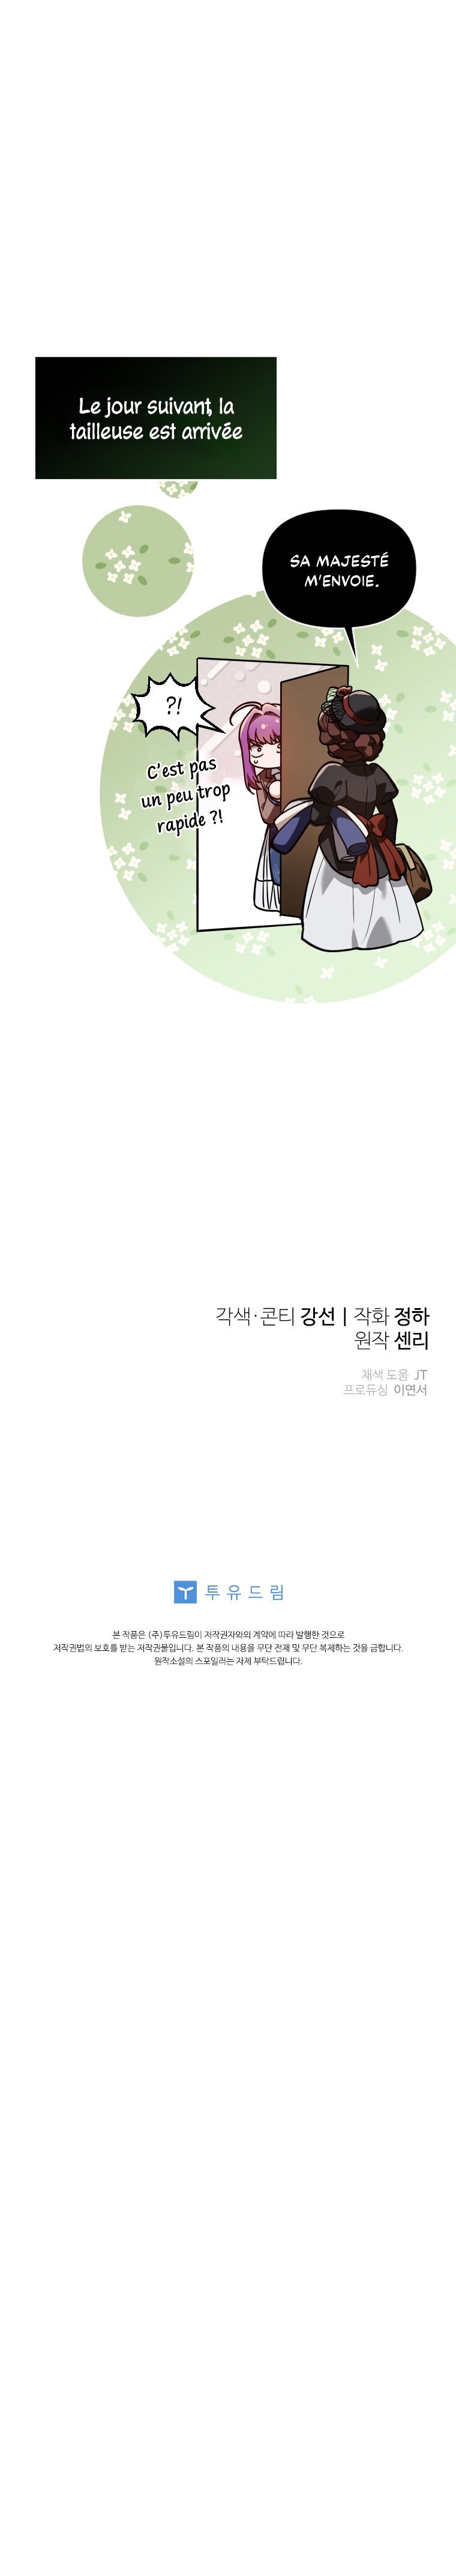 Le jour suivant, la
tailleuse est arrivée
SA MAJESTÉ
M'ENVOIE.
?!
C'est pas
un peu trop
rapide ?!
각색·콘티 강선 | 작화 정하
원작 센리
채색 도움 JT
프로듀싱 이연서
투유드림
본 작품은 (주)투유드림이 저작권자와의 계약에 따라 발행한 것으로
저작권법의 보호를 받는 저작권물입니다. 본 작품의 내용을 무단 전재 및 무단 복제하는 것을 금합니다.
원작소설의 스포일러는 자제 부탁드립니다.